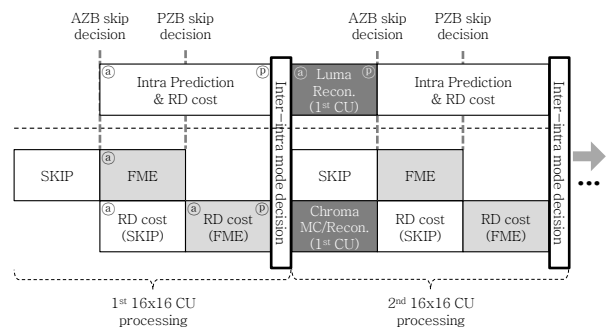 AZB skip
decision
PZB skip
decision
AZB skip
decision
PZB skip
decision
ⓐ
Intra Prediction
& RD cost
ⓟ
Inter-intra mode decision
ⓐ
Luma
Recon.
(1st CU)
ⓟ
Intra Prediction
& RD cost
Inter-intra mode decision
SKIP
ⓐ
FME
SKIP
FME
•••
ⓐ
RD cost
(SKIP)
ⓐ
RD cost
(FME)
ⓟ
Chroma
MC/Recon.
(1st CU)
RD cost
(SKIP)
RD cost
(FME)
1st 16x16 CU
processing
2nd 16x16 CU
processing